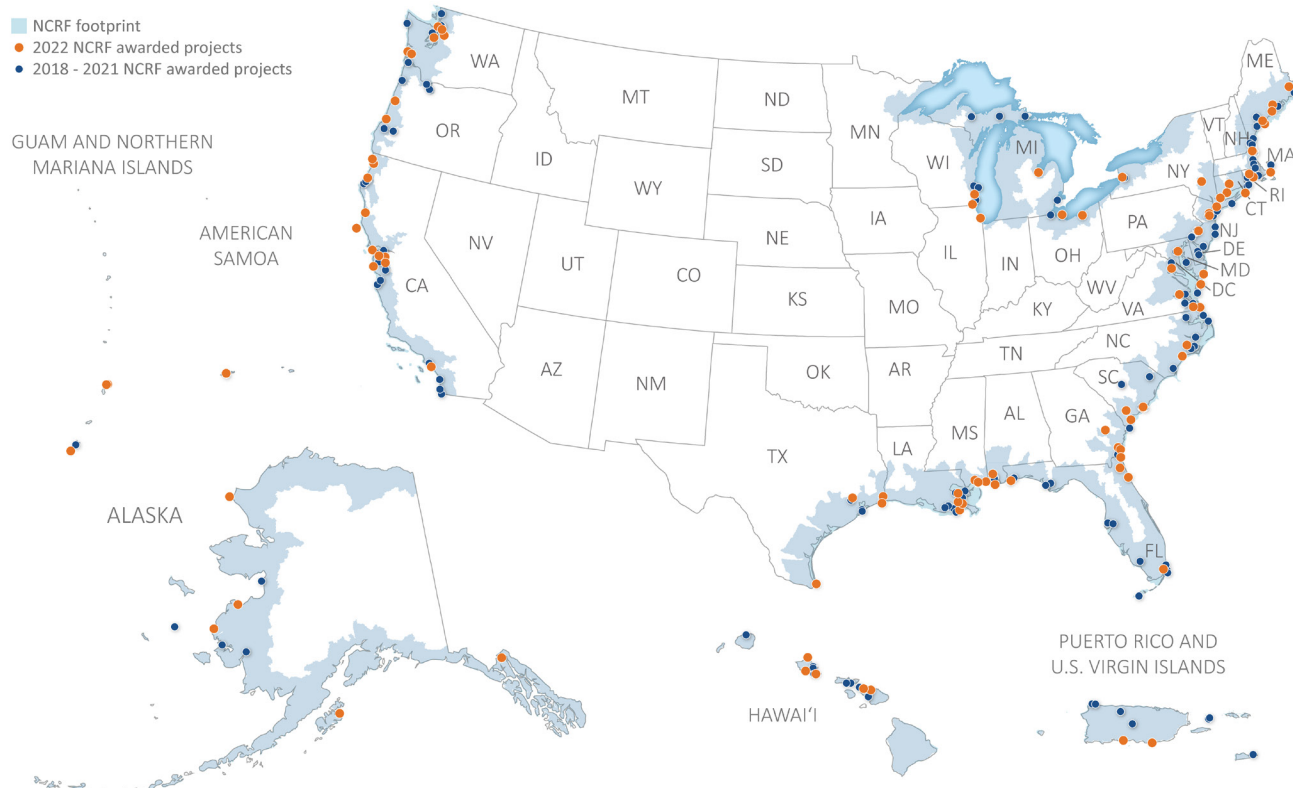 NCRF footprint
2022 NCRF awarded projects
2018 - 2021 NCRF awarded projects
GUAM AND NORTHERN
MARIANA ISLANDS
AMERICAN
SAMOA
ALASKA
HAWAI‘I
PUERTO RICO AND
U.S. VIRGIN ISLANDS
WA
OR
CA
ID
NV
MT
WY
UT
AZ
CO
NM
ND
SD
NE
KS
OK
TX
MN
IA
MO
AR
LA
WI
IL
MI
IN
OH
KY
TN
MS
AL
GA
FL
SC
NC
VA
WV
PA
NY
VT
NH
ME
MA
RI
CT
NJ
DE
MD
DC